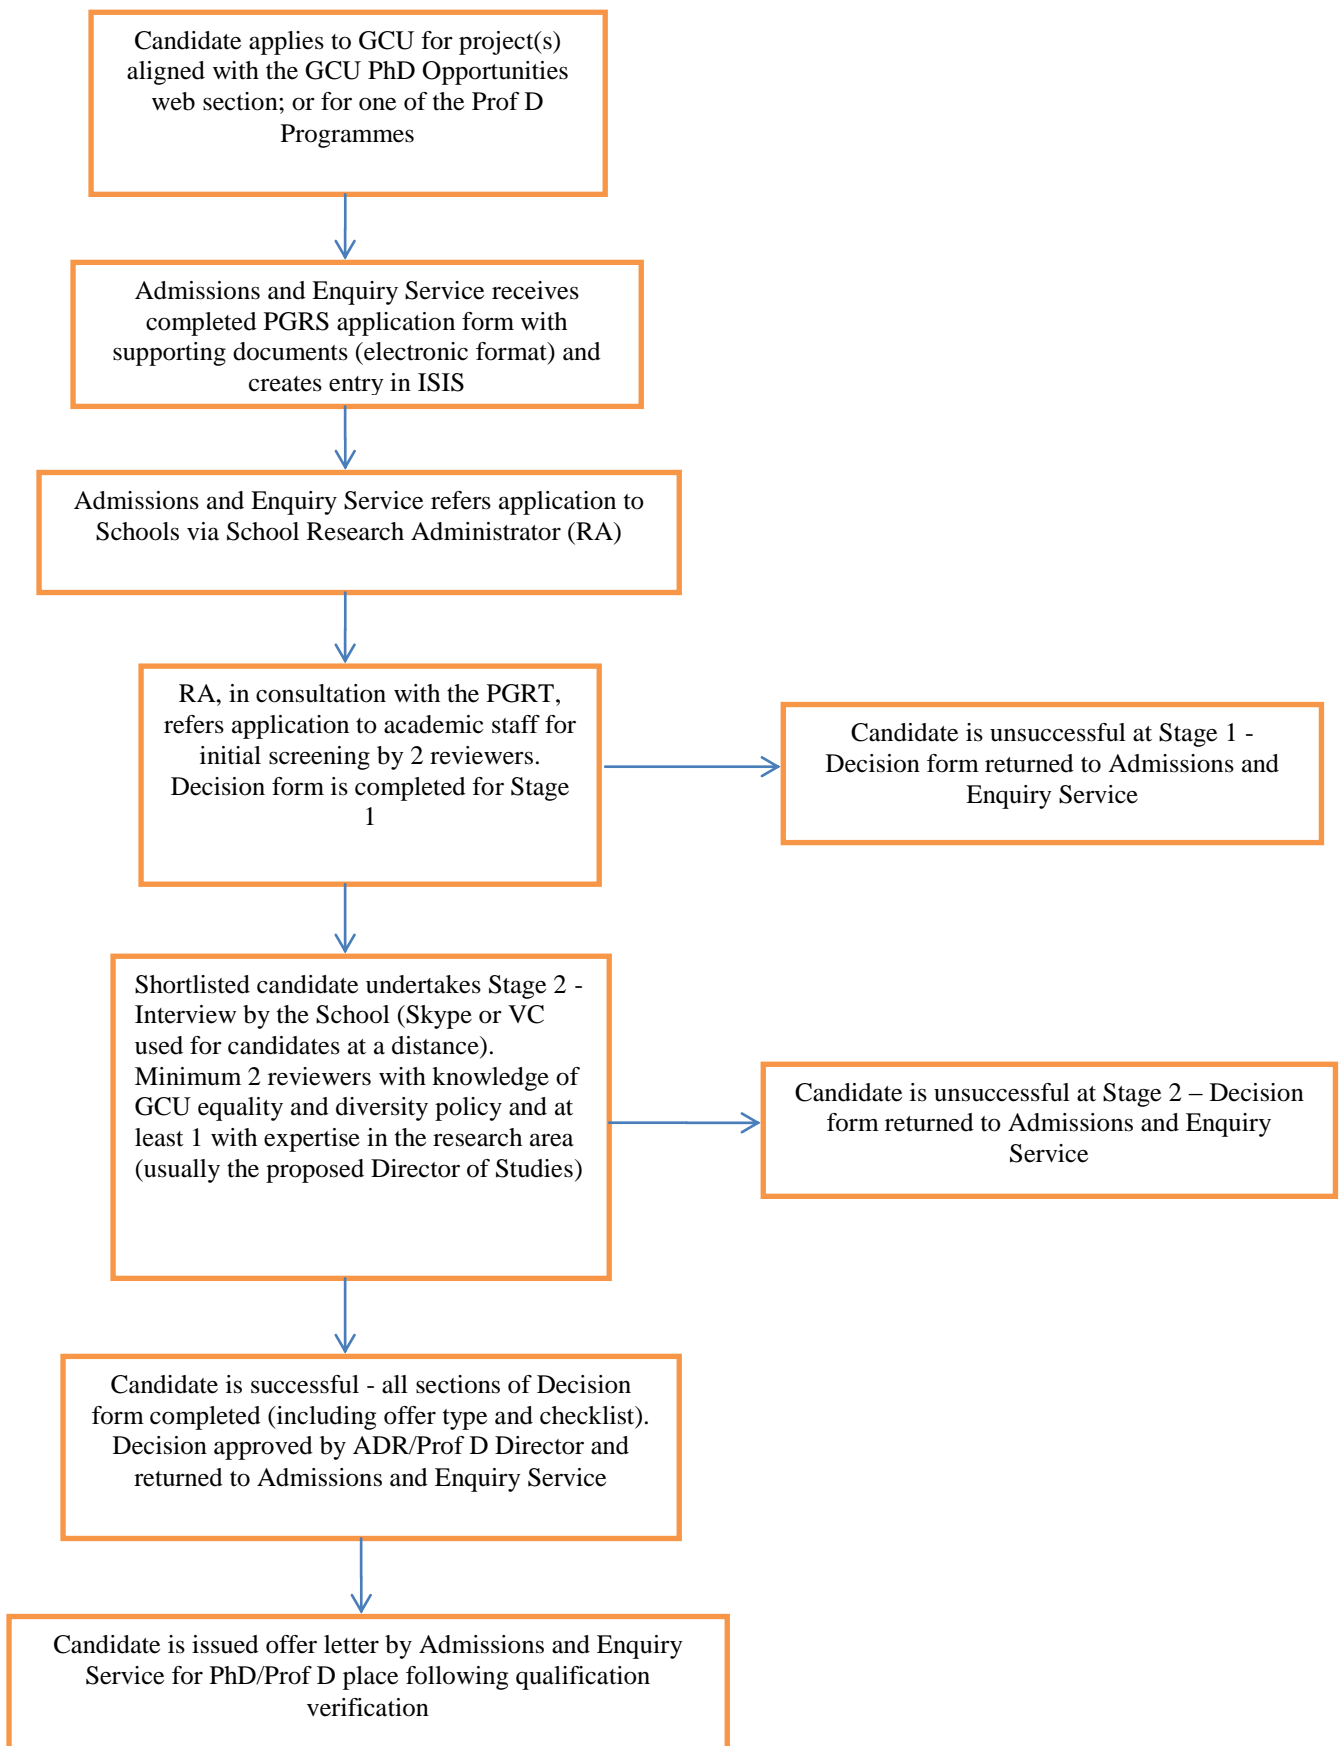 Candidate applies to GCU for project(s)
aligned with the GCU PhD Opportunities
web section; or for one of the Prof D
Programmes
Admissions and Enquiry Service receives
completed PGRS application form with
supporting documents (electronic format) and
creates entry in ISIS
Admissions and Enquiry Service refers application to
Schools via School Research Administrator (RA)
RA, in consultation with the PGRT,
refers application to academic staff for
initial screening by 2 reviewers.
Decision form is completed for Stage
1
Candidate is unsuccessful at Stage 1 -
Decision form returned to Admissions and
Enquiry Service
Shortlisted candidate undertakes Stage 2 -
Interview by the School (Skype or VC
used for candidates at a distance).
Minimum 2 reviewers with knowledge of
GCU equality and diversity policy and at
least 1 with expertise in the research area
(usually the proposed Director of Studies)
Candidate is unsuccessful at Stage 2 – Decision
form returned to Admissions and Enquiry
Service
Candidate is successful - all sections of Decision
form completed (including offer type and checklist).
Decision approved by ADR/Prof D Director and
returned to Admissions and Enquiry Service
Candidate is issued offer letter by Admissions and Enquiry
Service for PhD/Prof D place following qualification
verification